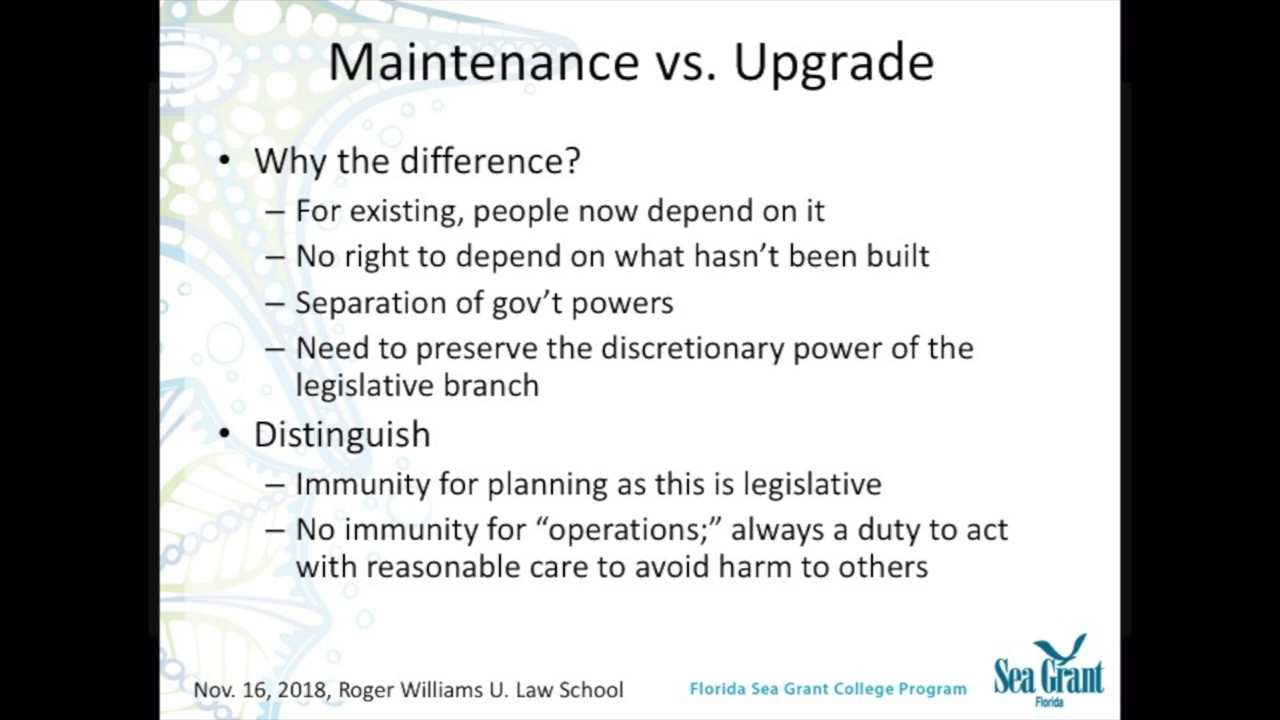 Maintenance vs. Upgrade
• Why the difference?
– For existing, people now depend on it
– No right to depend on what hasn’t been built
– Separation of gov’t powers
– Need to preserve the discretionary power of the
legislative branch
• Distinguish
– Immunity for planning as this is legislative
– No immunity for “operations;” always a duty to act
with reasonable care to avoid harm to others
Nov. 16, 2018, Roger Williams U. Law School
Florida Sea Grant College Program
Sea Grant
Florida